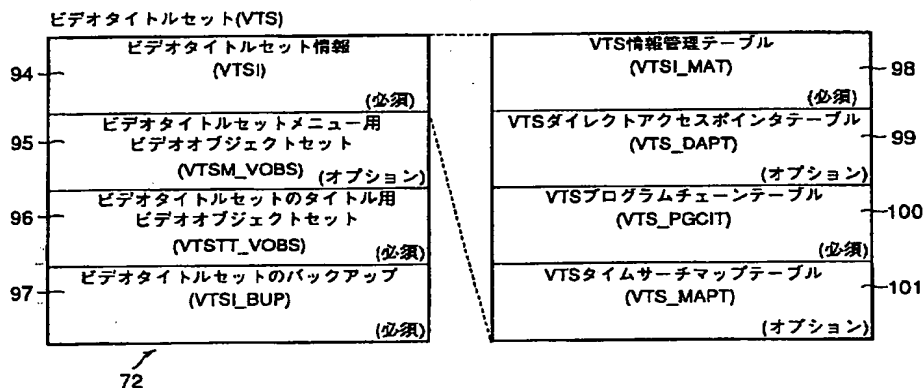 ビデオタイトルセット(VTS)
94
ビデオタイトルセット情報
(VTSI)
(必須)
95
ビデオタイトルセットメニュー用
ビデオオブジェクトセット
(VTSM_VOBS)
(オプション)
96
ビデオタイトルセットのタイトル用
ビデオオブジェクトセット
(VTSTT_VOBS)
(必須)
97
ビデオタイトルセットのバックアップ
(VTSI_BUP)
(必須)
72
VTS情報管理テーブル
(VTSI_MAT)
(必須)
98
VTSダイレクトアクセスポインタテーブル
(VTS_DAPT)
(オプション)
99
VTSプログラムチェーンテーブル
(VTS_PGCIT)
(必須)
100
VTSタイムサーチマップテーブル
(VTS_MAPT)
(オプション)
101